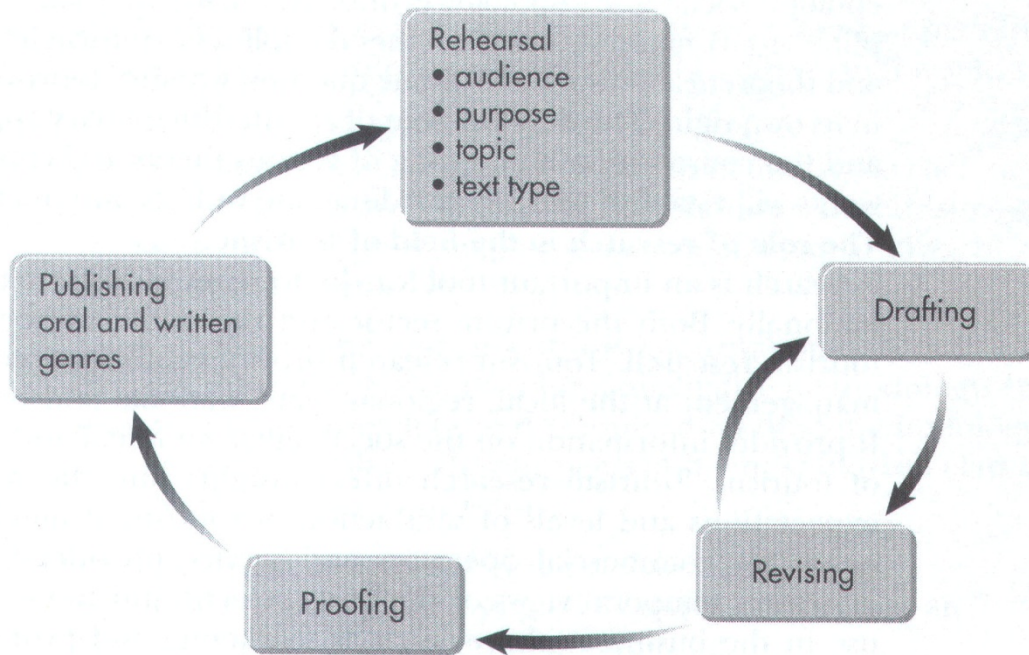 Rehearsal
• audience
• purpose
• topic
• text type
Drafting
Revising
Proofing
Publishing
oral and written
genres